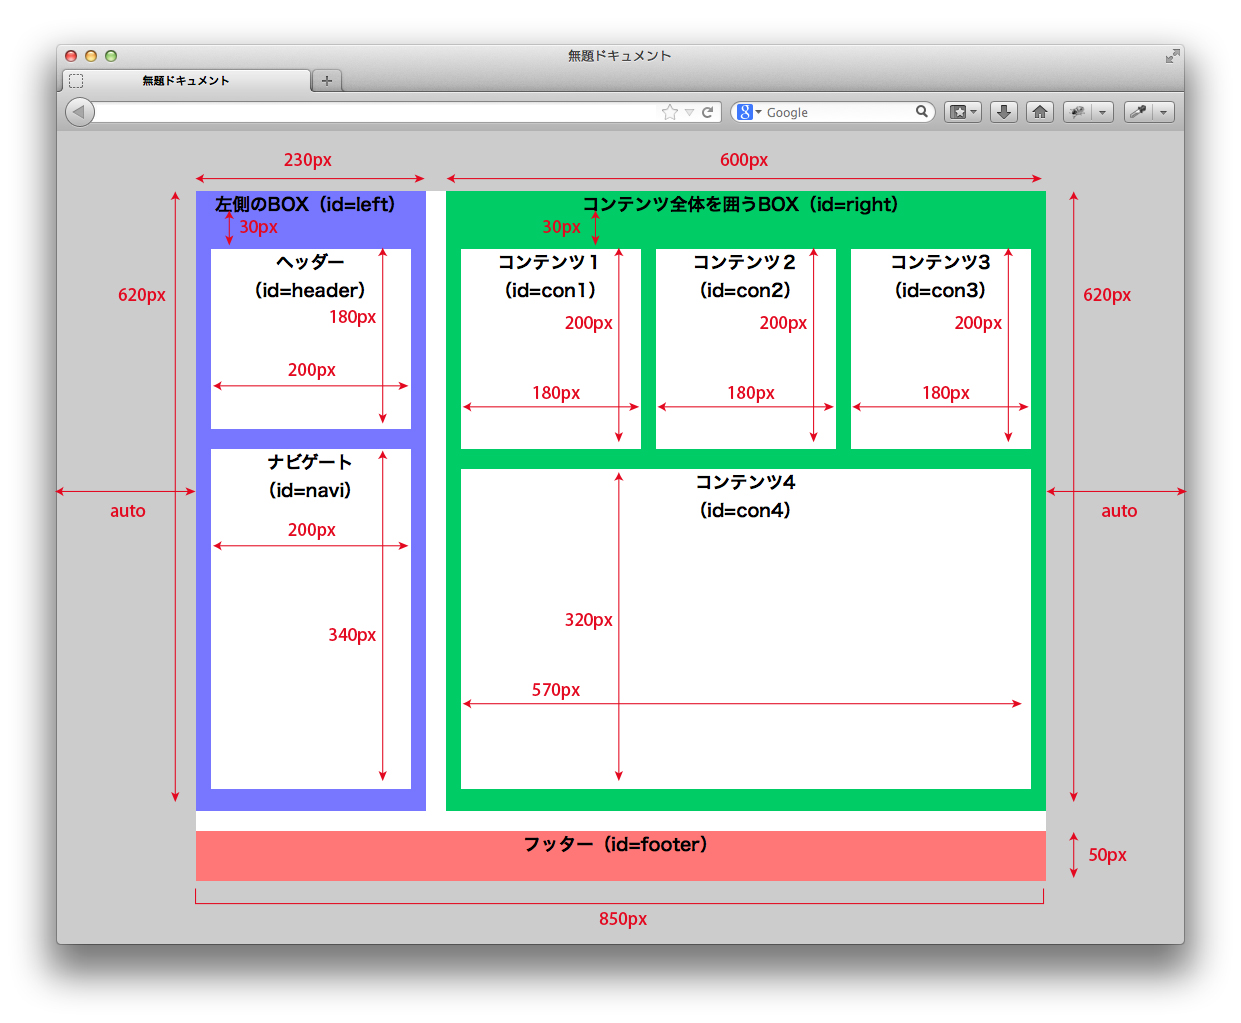 無題ドキュメント
無題ドキュメント
Google
230px
600px
左側のBOX（id=left）
コンテンツ全体を囲うBOX（id=right）
30px
30px
ヘッダー
（id=header）
コンテンツ１
（id=con1）
コンテンツ２
（id=con2）
コンテンツ3
（id=con3）
620px
620px
180px
200px
200px
200px
200px
180px
180px
180px
ナビゲート
（id=navi）
コンテンツ4
（id=con4）
auto
auto
200px
340px
320px
570px
フッター（id=footer）
50px
850px